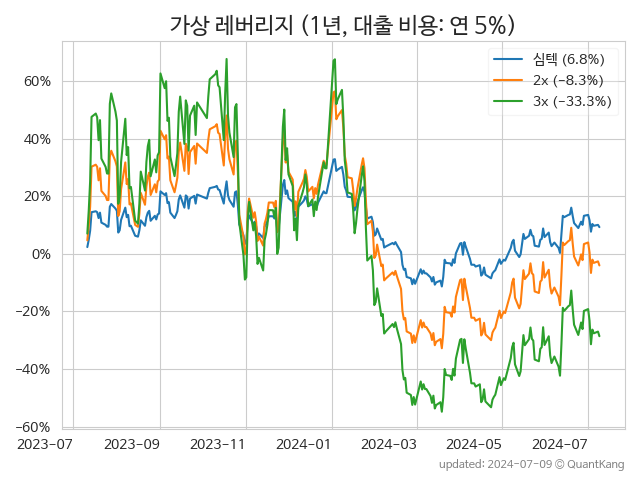 가상 레버리지 (1년, 대출 비용: 연 5%)
심텍 (6.8%)
2x (−8.3%)
3x (−33.3%)
60%
40%
20%
0%
−20%
−40%
−60%
2023-07
2023-09
2023-11
2024-01
2024-03
2024-05
2024-07
updated: 2024-07-09 © QuantKang